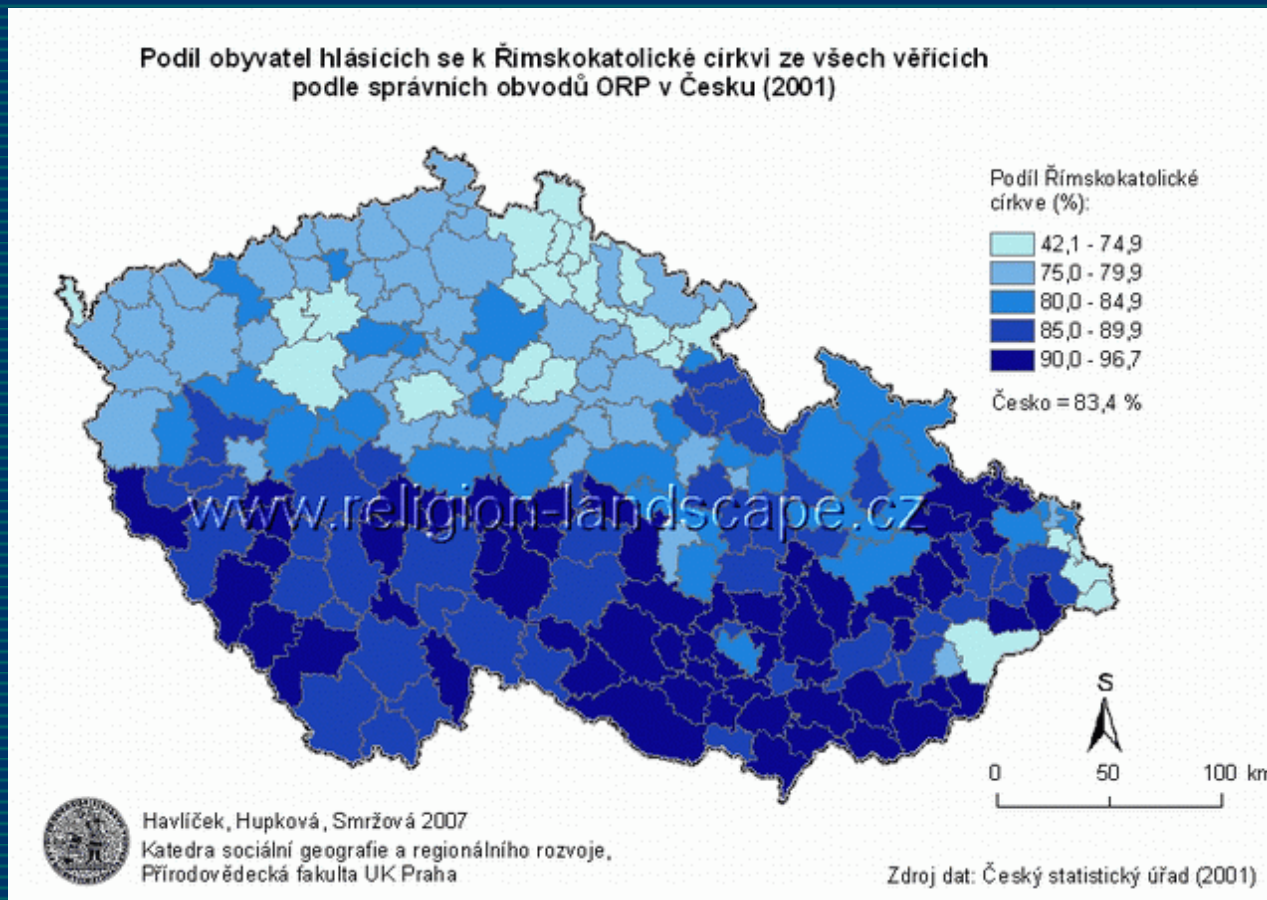 Podíl obyvatel hlásících se k Římskokatolické církvi ze všech věřících
podle správních obvodů ORP v Česku (2001)
Podíl Římskokatolické
církve (%):
42,1 - 74,9
75,0 - 79,9
80,0 - 84,9
85,0 - 89,9
90,0 - 96,7
Česko = 83,4 %
www.religion-landscape.cz
S
0 50 100 km
Havlíček, Hupková, Smržová 2007
Katedra sociální geografie a regionálního rozvoje,
Přírodovědecká fakulta UK Praha
Zdroj dat: Český statistický úřad (2001)